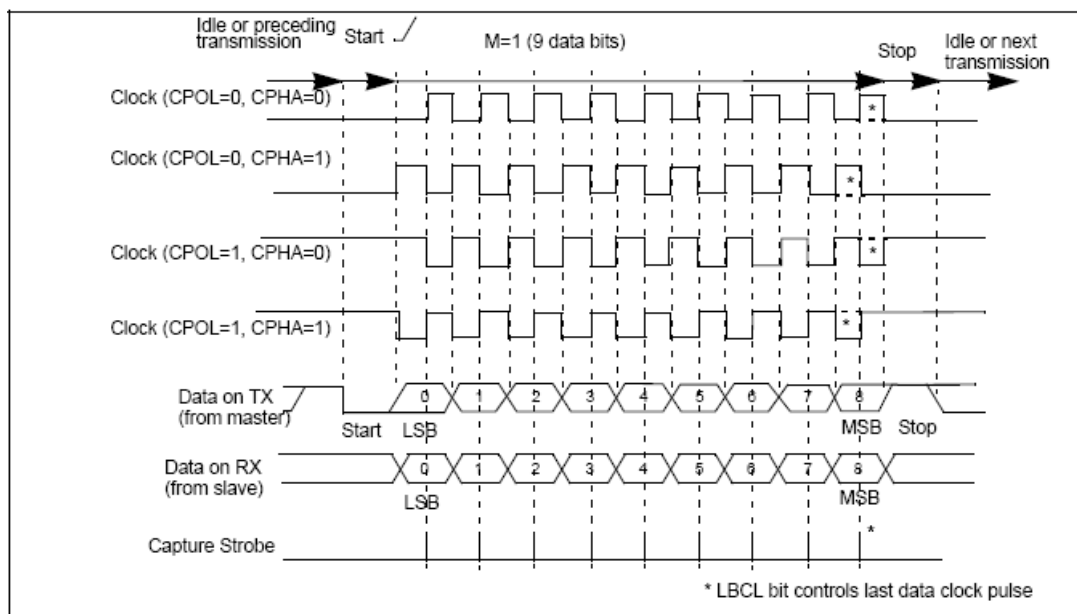 Idle or preceding
transmission
Start
M=1 (9 data bits)
Stop
Idle or next
transmission
Clock (CPOL=0, CPHA=0)
*
Clock (CPOL=0, CPHA=1)
*
Clock (CPOL=1, CPHA=0)
*
Clock (CPOL=1, CPHA=1)
*
Data on TX
(from master)
0 1 2 3 4 5 6 7 8
Start LSB MSB Stop
Data on RX
(from slave)
0 1 2 3 4 5 6 7 8
LSB MSB
*
Capture Strobe
* LBCL bit controls last data clock pulse